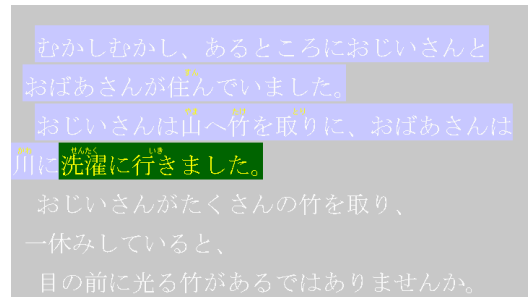 むかしむかし、あるところにおじいさんと
おばあさんが住んでいました。
おじいさんは山へ竹を取りに、おばあさんは
川に洗濯に行きました。
おじいさんがたくさんの竹を取り、
一休みしていると、
目の前に光る竹があるではありませんか。